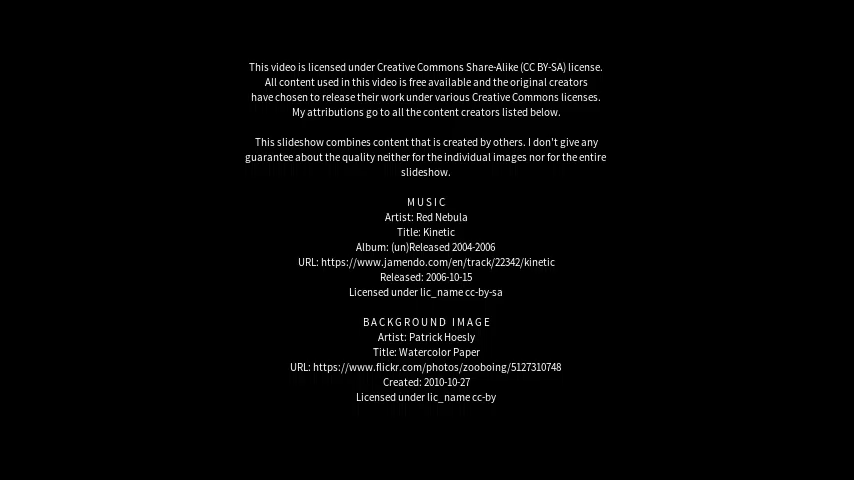 This video is licensed under Creative Commons Share-Alike (CC BY-SA) license.
All content used in this video is free available and the original creators
have chosen to release their work under various Creative Commons licenses.
My attributions go to all the content creators listed below.
This slideshow combines content that is created by others. I don't give any
guarantee about the quality neither for the individual images nor for the entire
slideshow.
MUSIC
Artist: Red Nebula
Title: Kinetic
Album: (un)Released 2004-2006
URL: https://www.jamendo.com/en/track/22342/kinetic
Released: 2006-10-15
Licensed under lic_name cc-by-sa
BACKGROUND IMAGE
Artist: Patrick Hoesly
Title: Watercolor Paper
URL: https://www.flickr.com/photos/zooboing/5127310748
Created: 2010-10-27
Licensed under lic_name cc-by